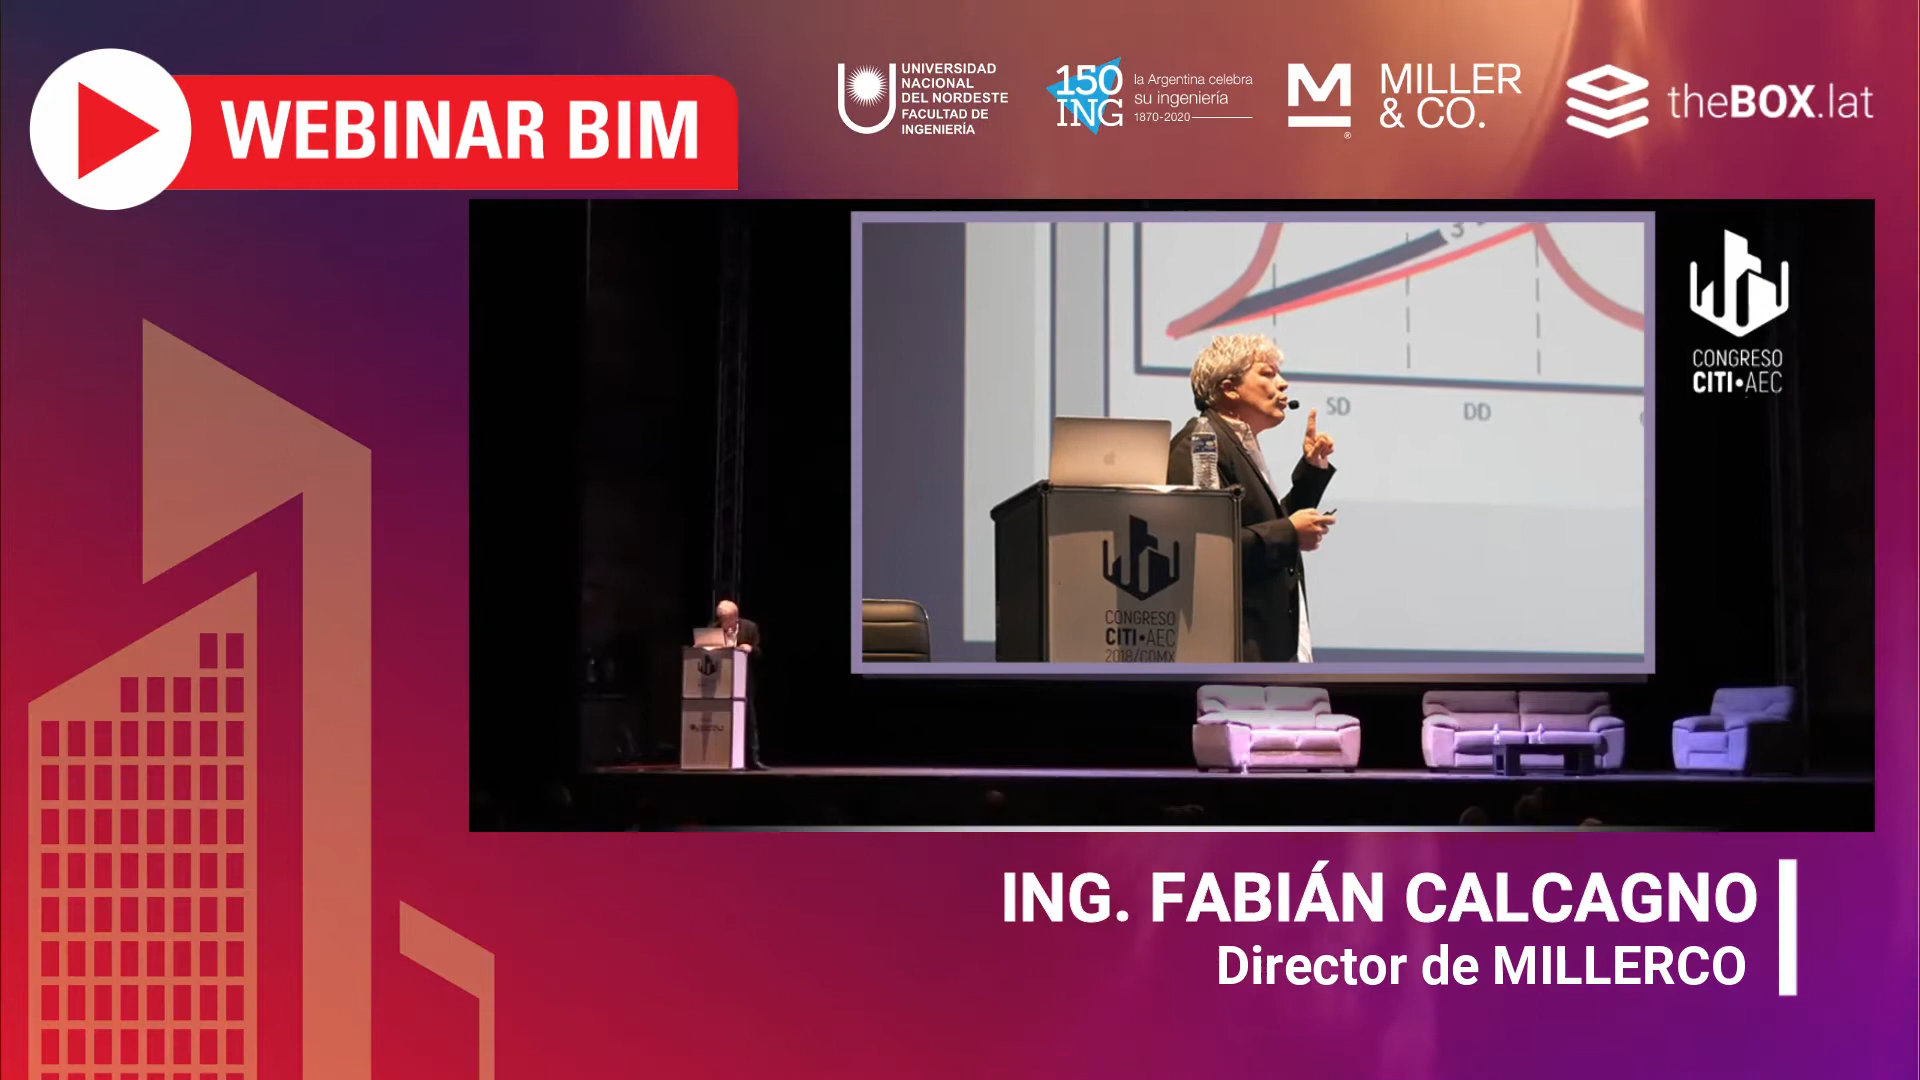 WEBINAR BIM
UNIVERSIDAD
NACIONAL
DEL NORDESTE
FACULTAD DE
INGENIERÍA
150
ING
la Argentina celebra
su ingeniería
1870-2020
M
®
MILLER
& CO.
theBOX.lat
3
SD
DD
CONGRESO
CITI•AEC
CONGRESO
CITI•AEC
2018/CDMX
ING. FABIÁN CALCAGNO
Director de MILLERCO